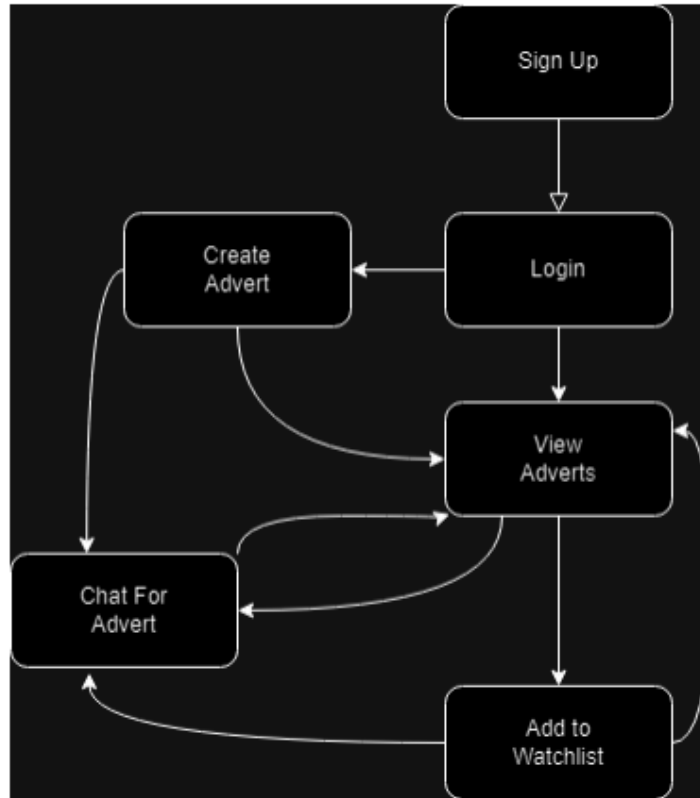 Sign Up
Create
Advert
Login
View
Adverts
Chat For
Advert
Add to
Watchlist